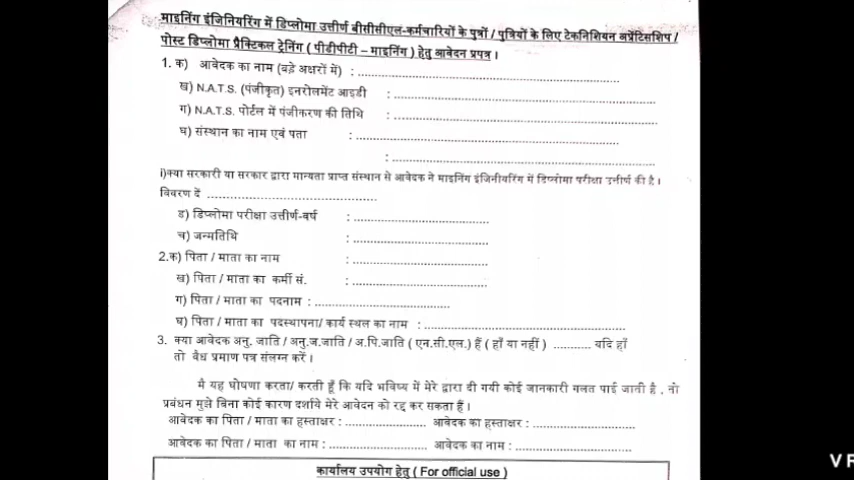 माइनिंग इंजिनियरिंग में डिप्लोमा उत्तीर्ण बीसीसीएल-कर्मचारियों के पुत्रों / पुत्रियों के लिए टेकनिशियन अप्रेंटिसशिप /
पोस्ट डिप्लोमा प्रैक्टिकल ट्रेनिंग ( पीडीपीटी – माइनिंग ) हेतु आवेदन प्रपत्र ।
1. क) आवेदक का नाम (बड़े अक्षरों में) : ..........................................................
ख) N.A.T.S. (पंजीकृत) इनरोलमेंट आइडी : ..........................................................
ग) N.A.T.S. पोर्टल में पंजीकरण की तिथि : ..........................................................
घ) संस्थान का नाम एवं पता : ..........................................................
: ..........................................................
i)क्या सरकारी या सरकार द्वारा मान्यता प्राप्त संस्थान से आवेदक ने माइनिंग इंजिनीयरिंग में डिप्लोमा परीक्षा उत्तीर्ण की है ।
विवरण दें ......................................
ड) डिप्लोमा परीक्षा उत्तीर्ण-वर्ष : ..............................
च) जन्मतिथि : ..............................
2.क) पिता / माता का नाम : ..............................
ख) पिता / माता का कर्मी सं. : ..............................
ग) पिता / माता का पदनाम : ..............................
घ) पिता / माता का पदस्थापना/ कार्य स्थल का नाम : ............................................
3. क्या आवेदक अनु. जाति / अनु.ज.जाति / अ.पि.जाति ( एन.सी.एल.) हैं ( हाँ या नहीं ) .......... यदि हाँ
तो वैध प्रमाण पत्र संलग्न करें ।
मै यह घोषणा करता/ करती हूँ कि यदि भविष्य में मेरे द्वारा दी गयी कोई जानकारी गलत पाई जाती है , तो
प्रबंधन मुझे बिना कोई कारण दर्शाये मेरे आवेदन को रद्द कर सकता हैं ।
आवेदक का पिता / माता का हस्ताक्षर : ...................... आवेदक का हस्ताक्षर : ..........................
आवेदक का पिता / माता का नाम : .......................... आवेदक का नाम : ..............................
कार्यालय उपयोग हेतु ( For official use )